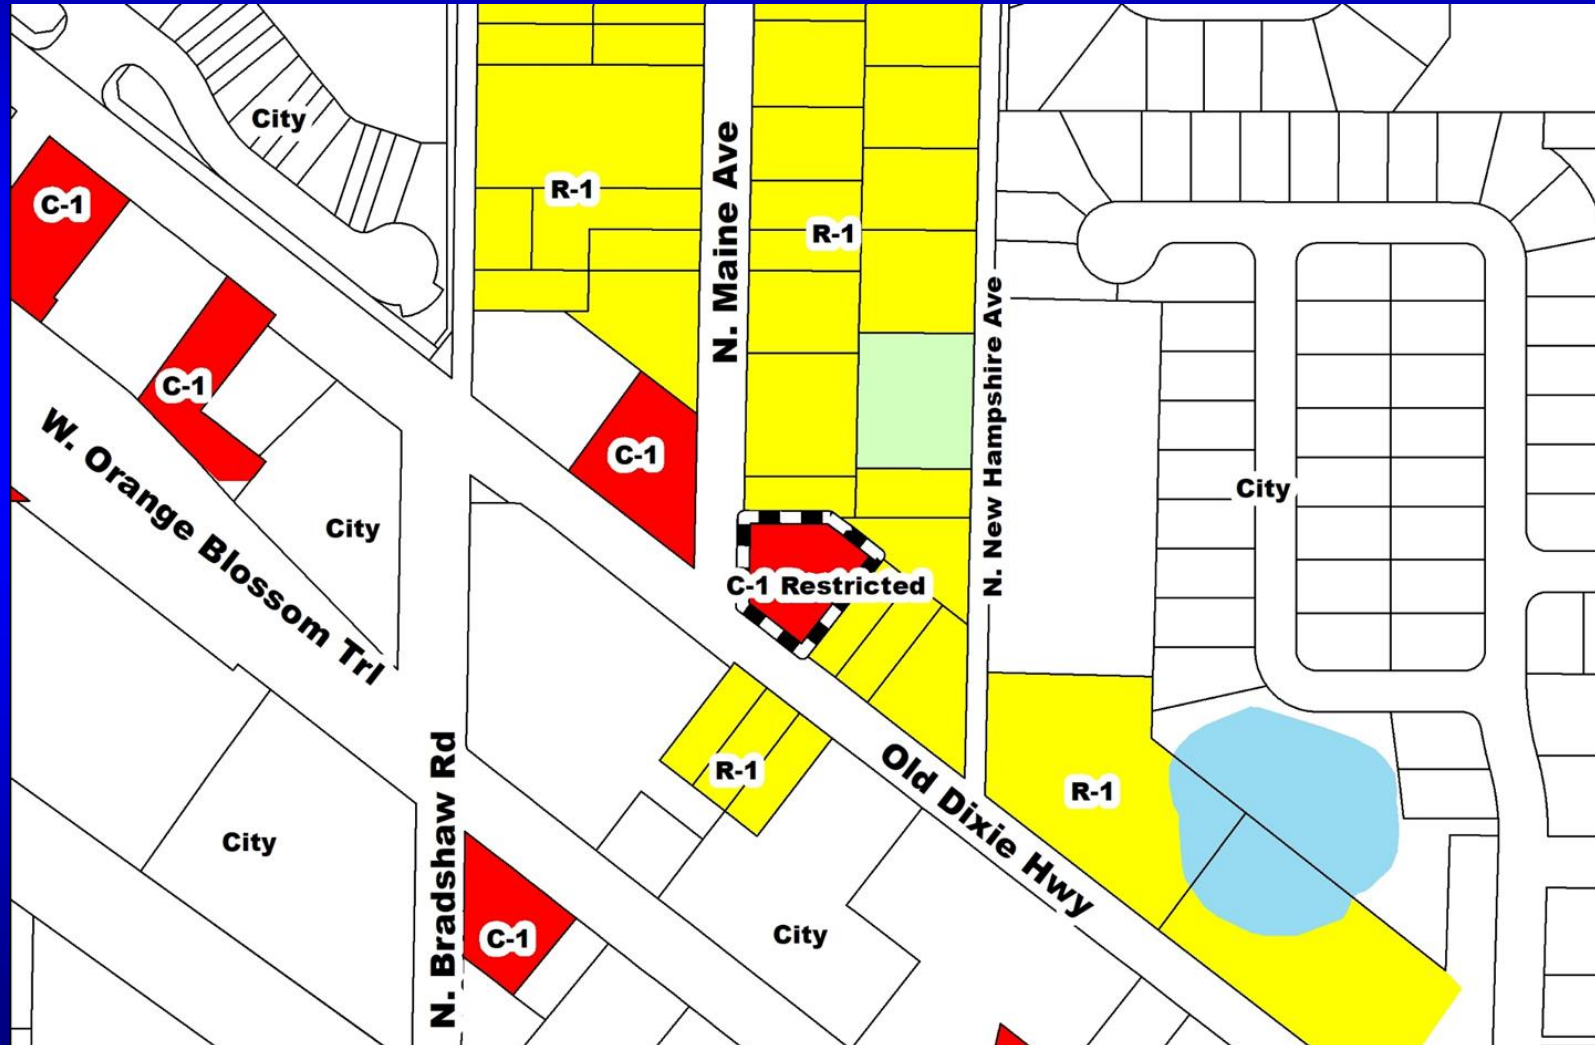 City
N. Maine Ave
R-1
C-1
R-1
N. New Hampshire Ave
C-1
W. Orange Blossom Trl
C-1
City
City
C-1 Restricted
R-1
Old Dixie Hwy
R-1
N. Bradshaw Rd
City
City
C-1